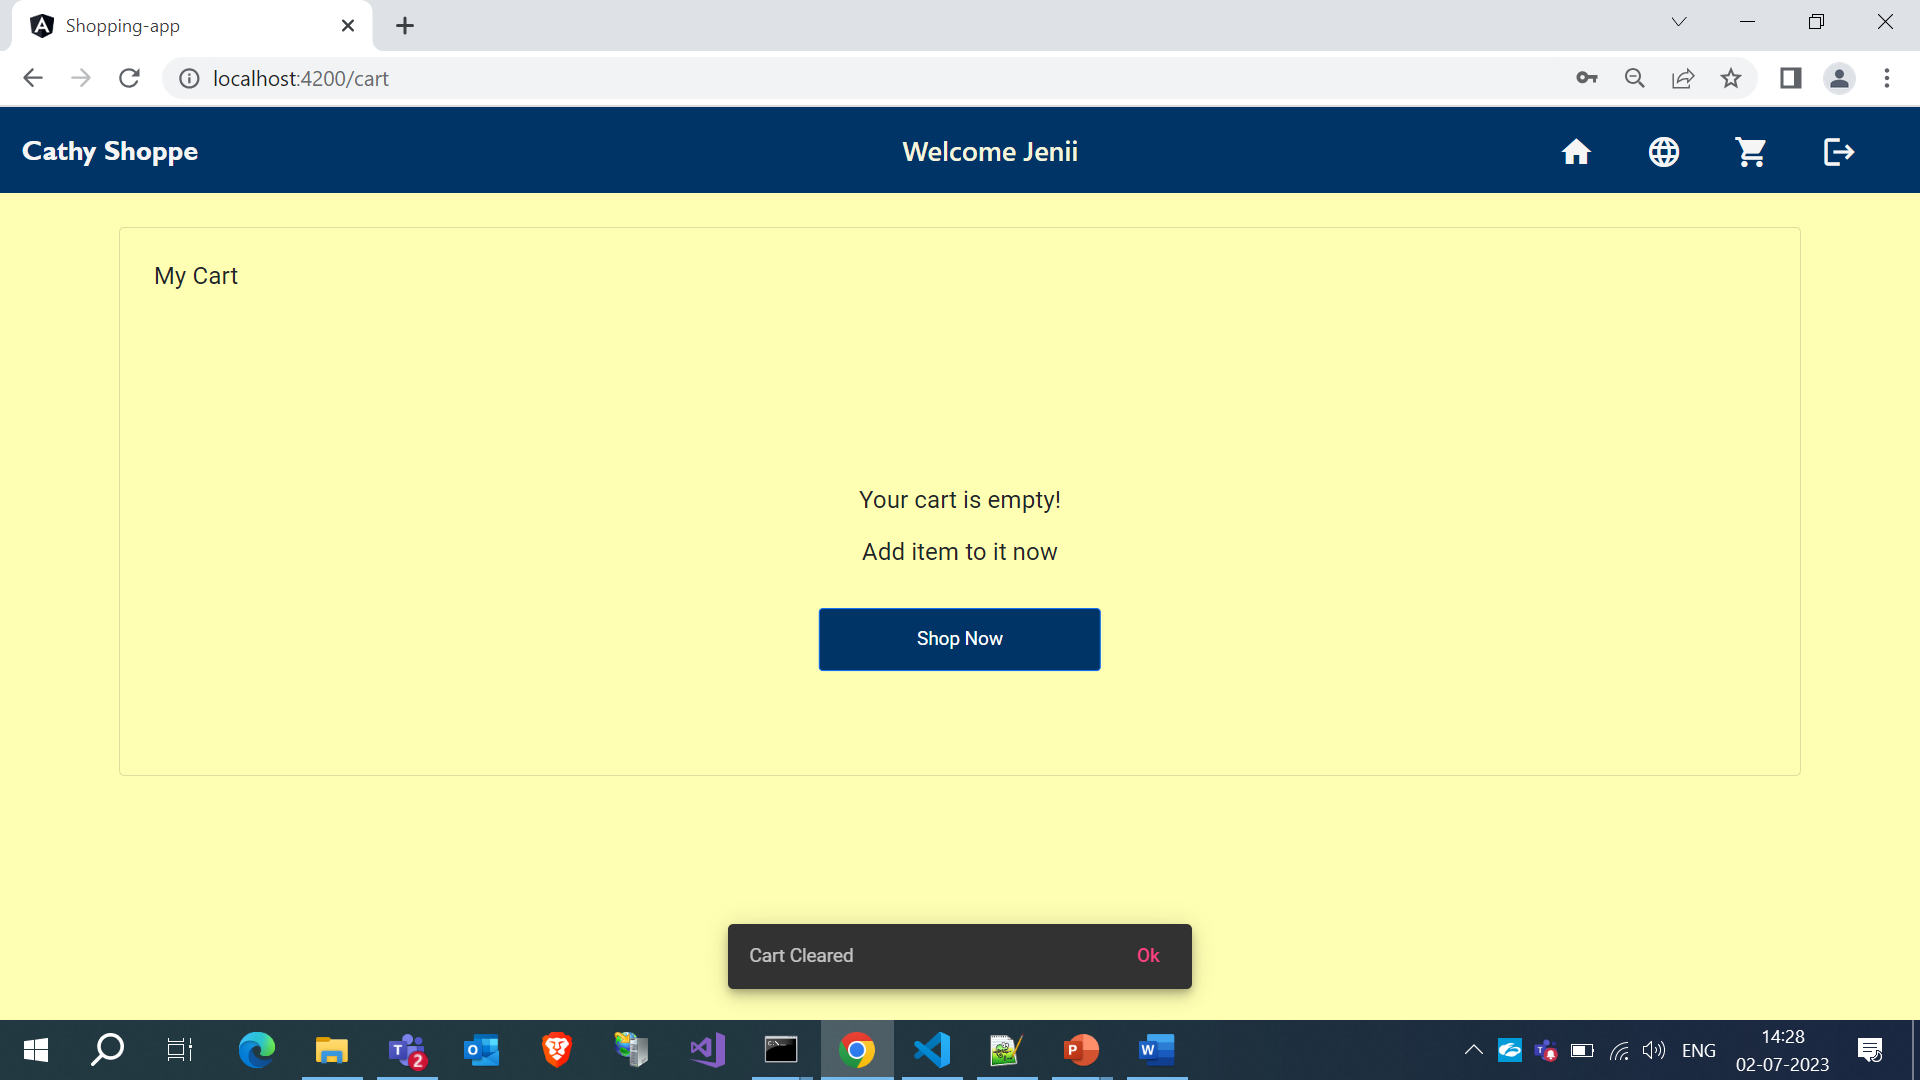 Shopping-app
localhost:4200/cart
Cathy Shoppe
Welcome Jenii
My Cart
Your cart is empty!
Add item to it now
Shop Now
Cart Cleared
Ok
ENG
14:28
02-07-2023